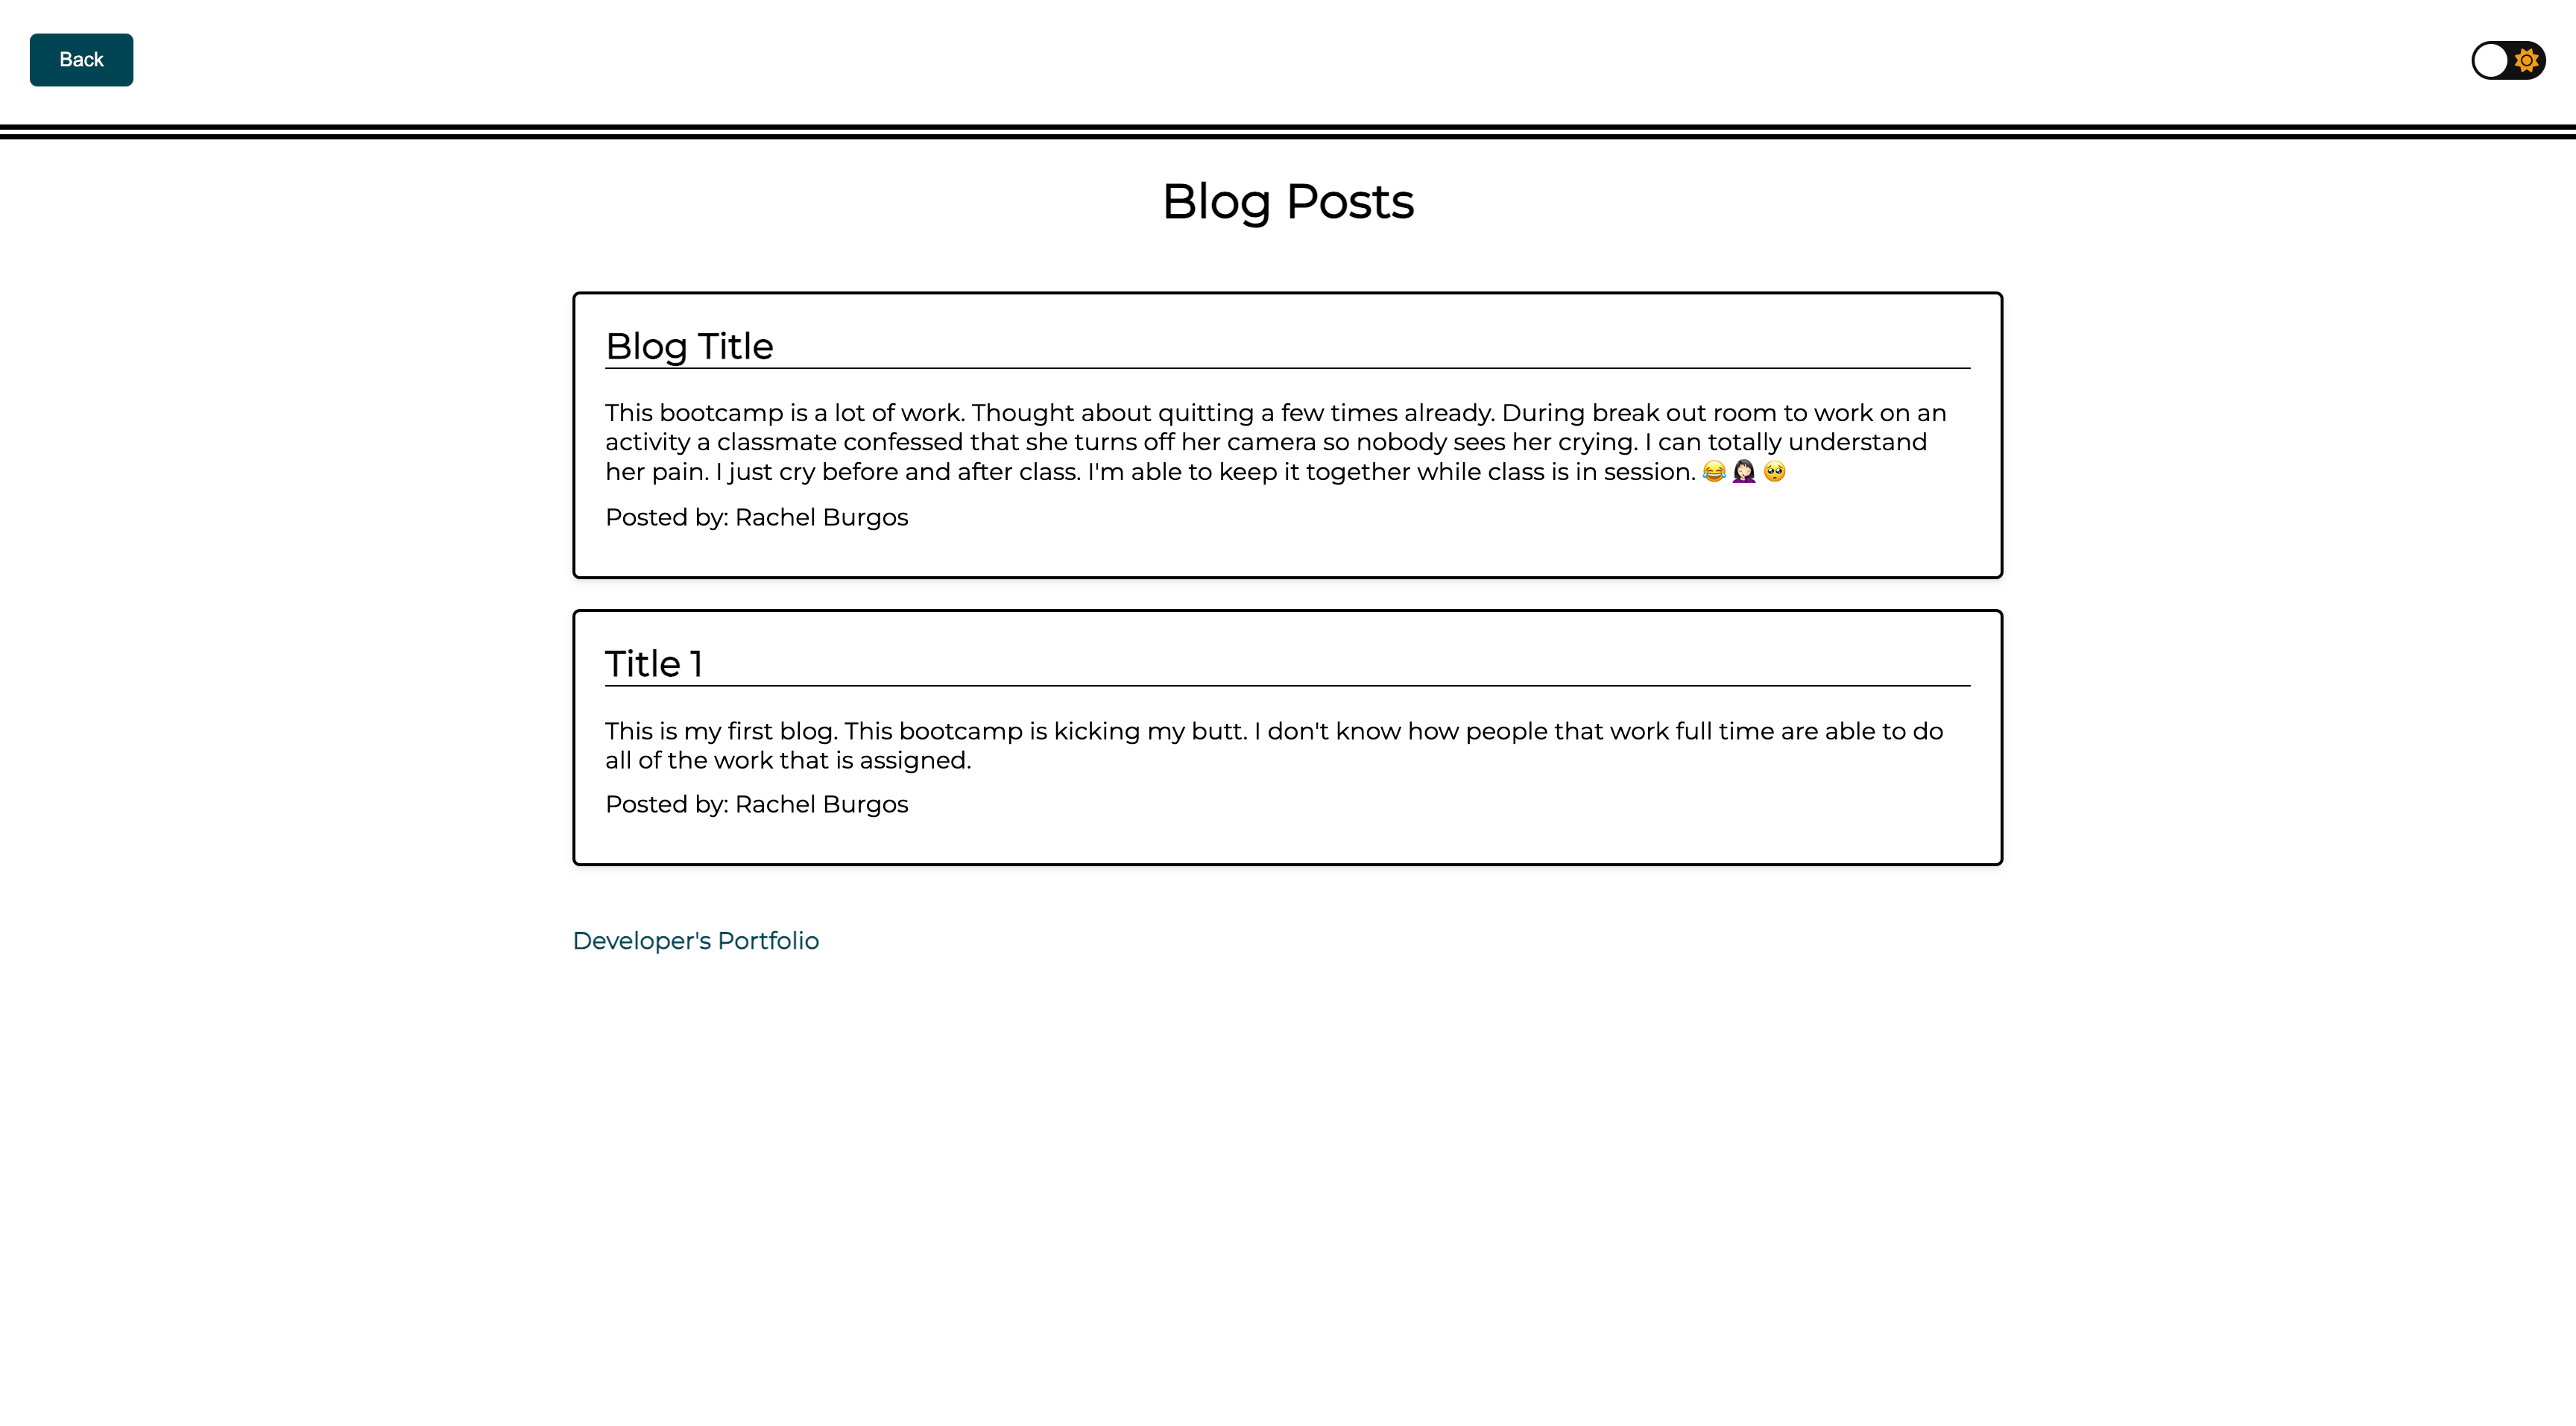 Back
Blog Posts
Blog Title
This bootcamp is a lot of work. Thought about quitting a few times already. During break out room to work on an
activity a classmate confessed that she turns off her camera so nobody sees her crying. I can totally understand
her pain. I just cry before and after class. I'm able to keep it together while class is in session. 😂 🤦🏻‍♀️ 🥺
Posted by: Rachel Burgos
Title 1
This is my first blog. This bootcamp is kicking my butt. I don't know how people that work full time are able to do
all of the work that is assigned.
Posted by: Rachel Burgos
Developer's Portfolio